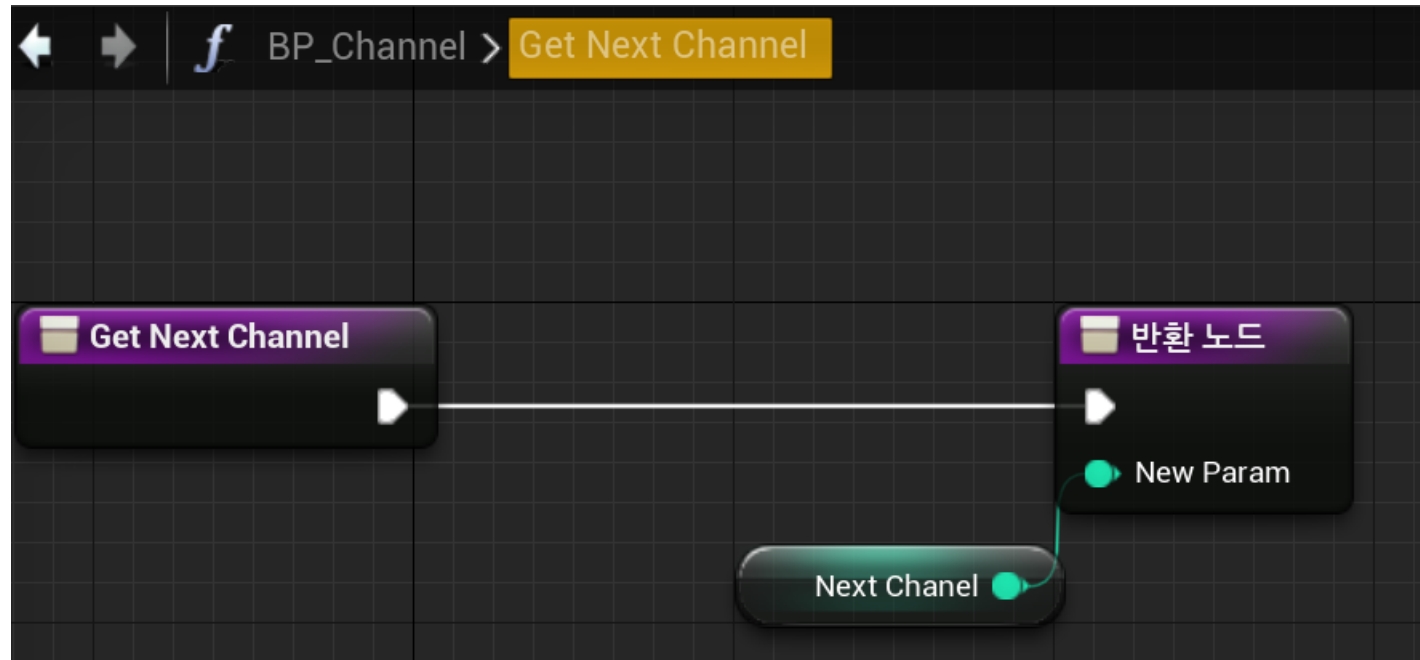 BP_Channel > Get Next Channel
Get Next Channel
반환 노드
New Param
Next Chanel